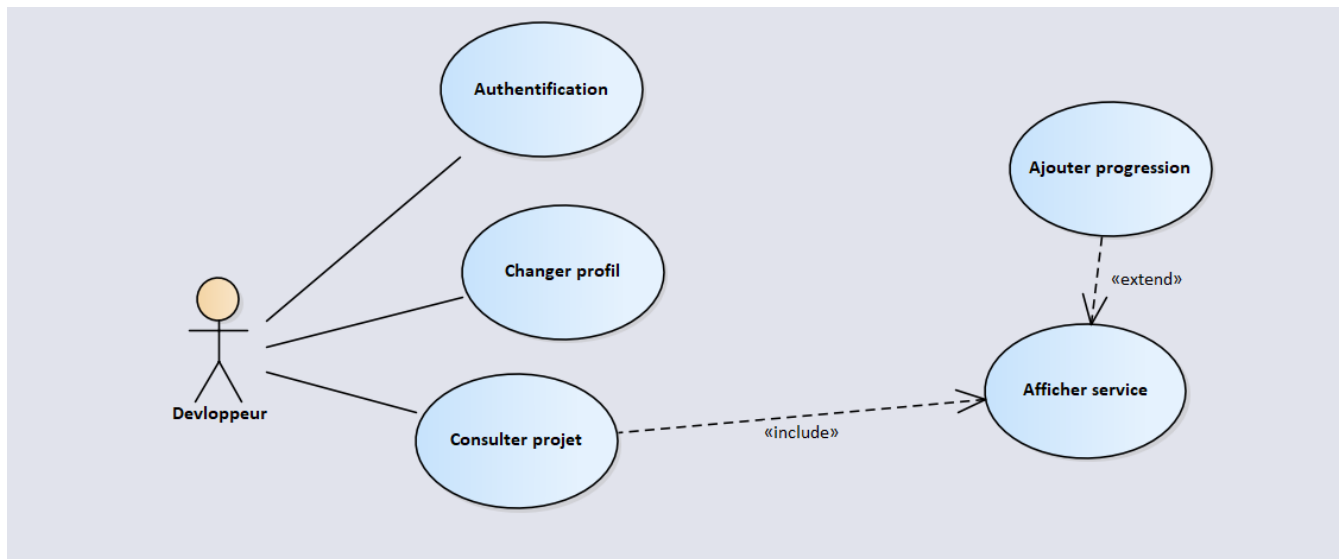 Authentification
Ajouter progression
Changer profil
«extend»
Devloppeur
Afficher service
Consulter projet
«include»